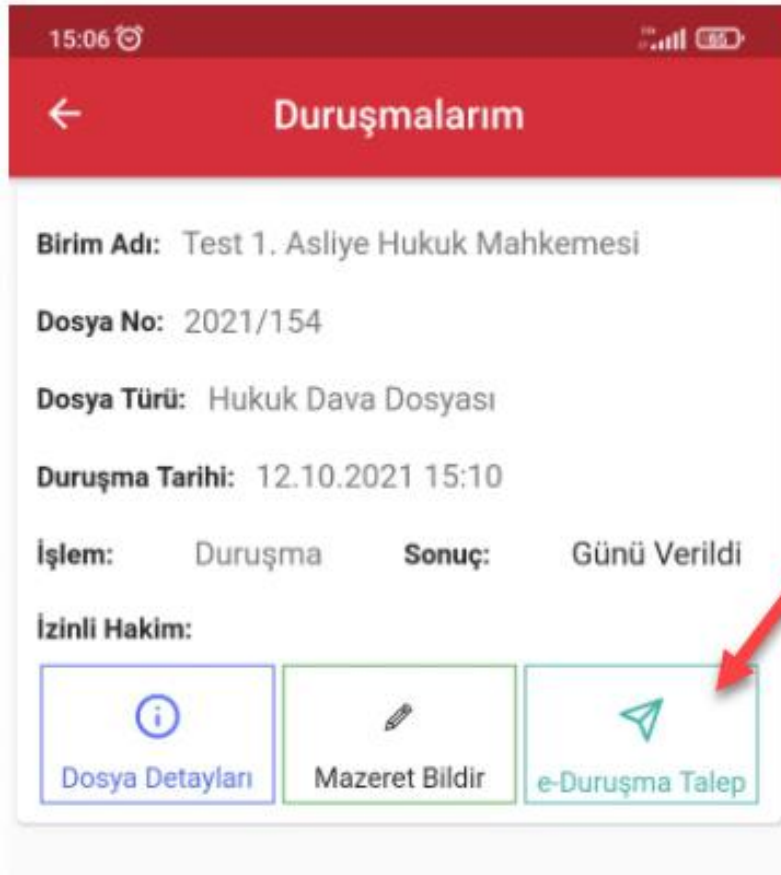 15:06
65
Duruşmalarım
Birim Adı: Test 1. Asliye Hukuk Mahkemesi
Dosya No: 2021/154
Dosya Türü: Hukuk Dava Dosyası
Duruşma Tarihi: 12.10.2021 15:10
İşlem: Duruşma Sonuç: Günü Verildi
İzinli Hakim:
Dosya Detayları Mazeret Bildir e-Duruşma Talep